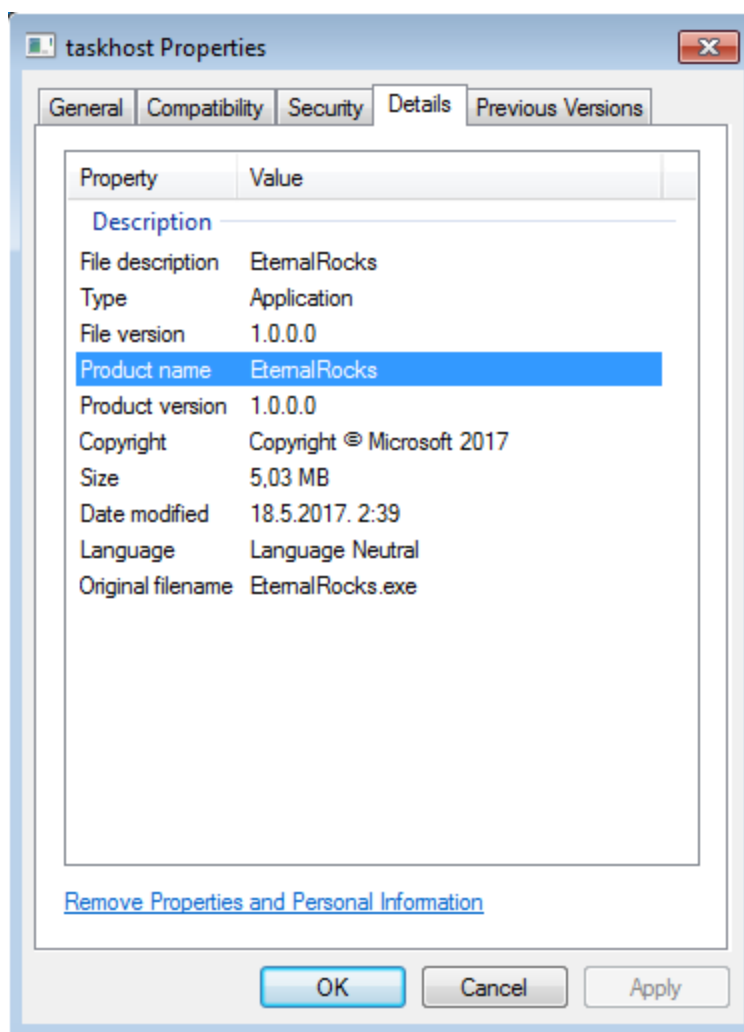 taskhost Properties
General Compatibility Security Details Previous Versions
Property Value
Description
File description EternalRocks
Type Application
File version 1.0.0.0
Product name EternalRocks
Product version 1.0.0.0
Copyright Copyright © Microsoft 2017
Size 5,03 MB
Date modified 18.5.2017. 2:39
Language Language Neutral
Original filename EternalRocks.exe
Remove Properties and Personal Information
OK Cancel Apply